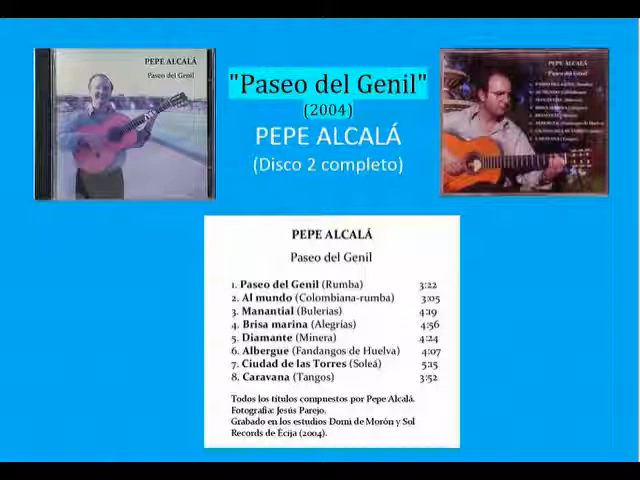 PEPE ALCALÁ
Paseo del Genil
"Paseo del Genil"
(2004)
PEPE ALCALÁ
(Disco 2 completo)
PEPE ALCALÁ
Paseo del Genil
PEPE ALCALÁ
Paseo del Genil
1. Paseo del Genil (Rumba) 3:22
2. Al mundo (Colombiana-rumba) 3:05
3. Manantial (Bulerías) 4:19
4. Brisa marina (Alegrías) 4:56
5. Diamante (Minera) 4:24
6. Albergue (Fandangos de Huelva) 4:07
7. Ciudad de las Torres (Soleá) 5:15
8. Caravana (Tangos) 3:52
Todos los títulos compuestos por Pepe Alcalá.
Fotografía: Jesús Parejo.
Grabado en los estudios Domi de Morón y Sol
Records de Écija (2004).